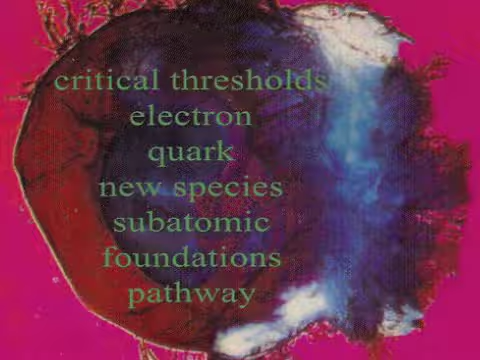 critical thresholds
electron
quark
new species
subatomic
foundations
pathway